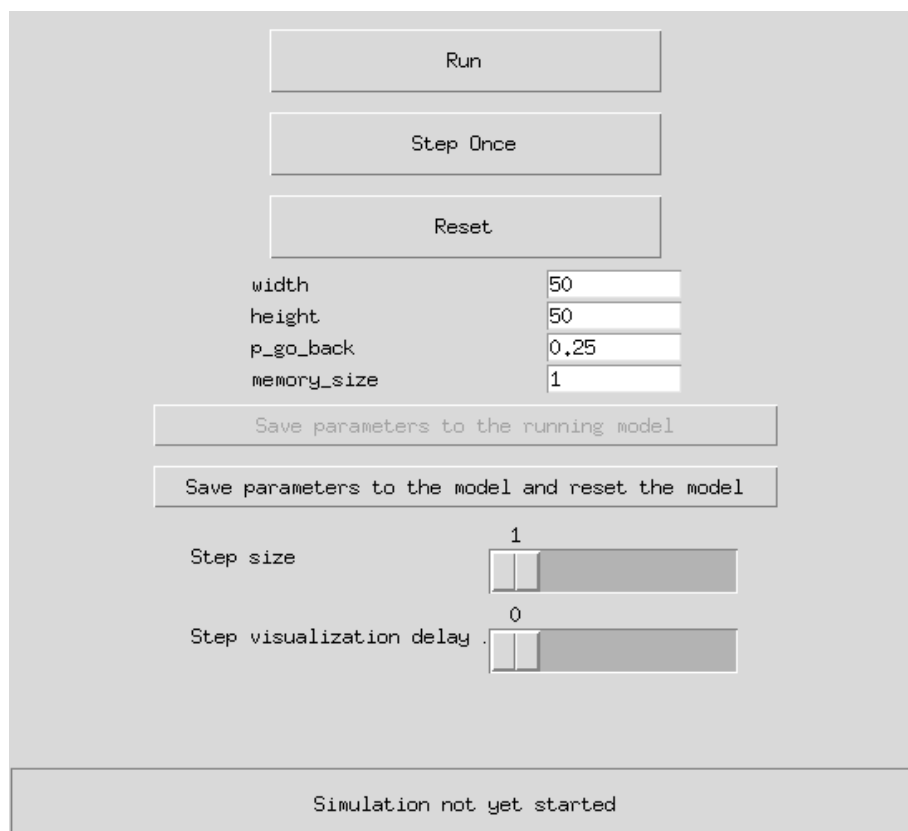 Run
Step Once
Reset
width 50
height 50
p_go_back 0.25
memory_size 1
Save parameters to the running model
Save parameters to the model and reset the model
1
Step size
0
Step visualization delay .
Simulation not yet started